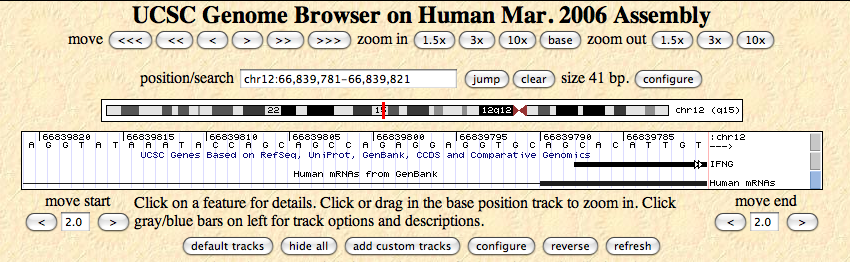 UCSC Genome Browser on Human Mar. 2006 Assembly
move <<< << < > >> >>> zoom in 1.5x 3x 10x base zoom out 1.5x 3x 10x
position/search chr12:66,839,781-66,839,821 jump clear size 41 bp. configure
22 15 12q12 chr12 (q15)
66839820 66839815 66839810 66839805 66839800 66839795 66839790 66839785 :chr12
A G G T A T A A A T A C C A G C A G C C A G A G G A G G T G C A G C A C A T T G T --->
UCSC Genes Based on RefSeq, UniProt, GenBank, CCDS and Comparative Genomics
IFNG
Human mRNAs from GenBank
Human mRNAs
move start Click on a feature for details. Click or drag in the base position track to zoom in. Click move end
< 2.0 > gray/blue bars on left for track options and descriptions. < 2.0 >
default tracks hide all add custom tracks configure reverse refresh